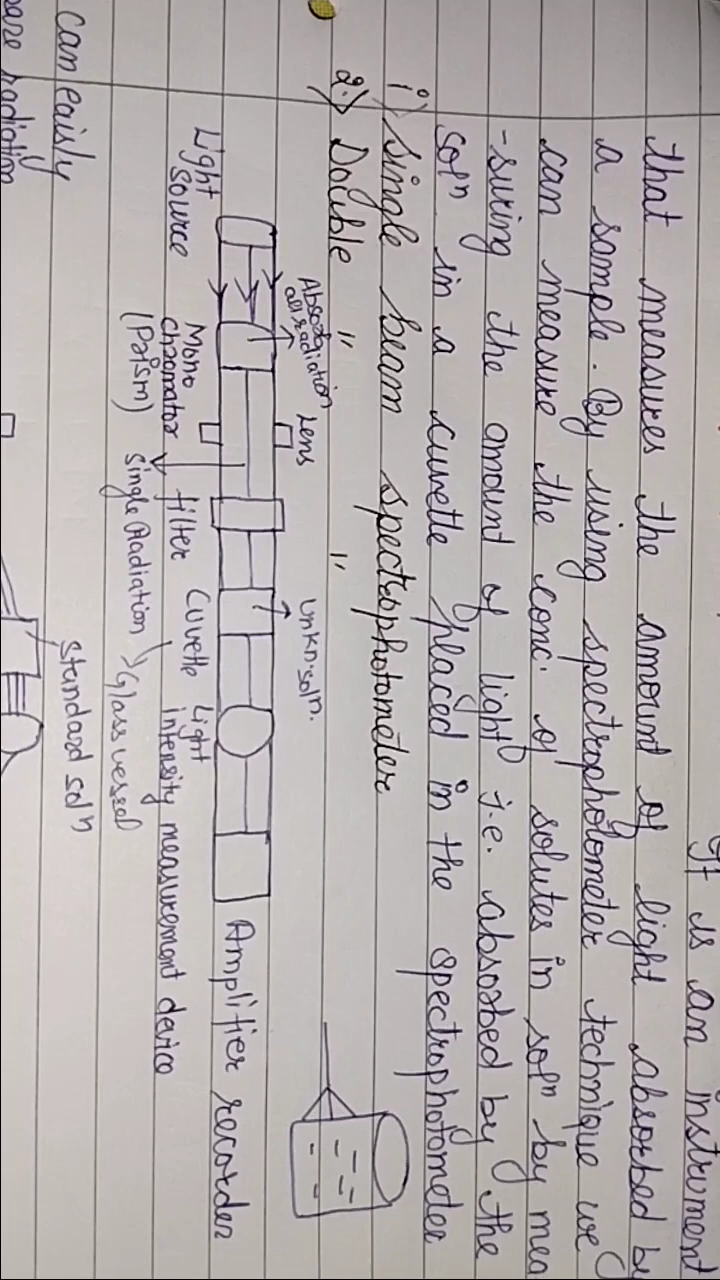 It is an instrument
that measures the amount of light absorbed by
a sample. By using spectrophotometer technique we
can measure the conc. of solutes in solⁿ by mea
-suring the amount of light i.e. absorbed by the
solⁿ in a cuvette placed in the spectrophotometer
i) Single beam spectrophotometer
2.) Double " "
all radiation
Lens
Unkn. solⁿ.
Light source
Mono chromator (Prism)
filter
Cuvette
Light intensity measurement device
Amplifier recorder
Single Radiation
Glass vessel
Standard solⁿ
can eaisly
radiation